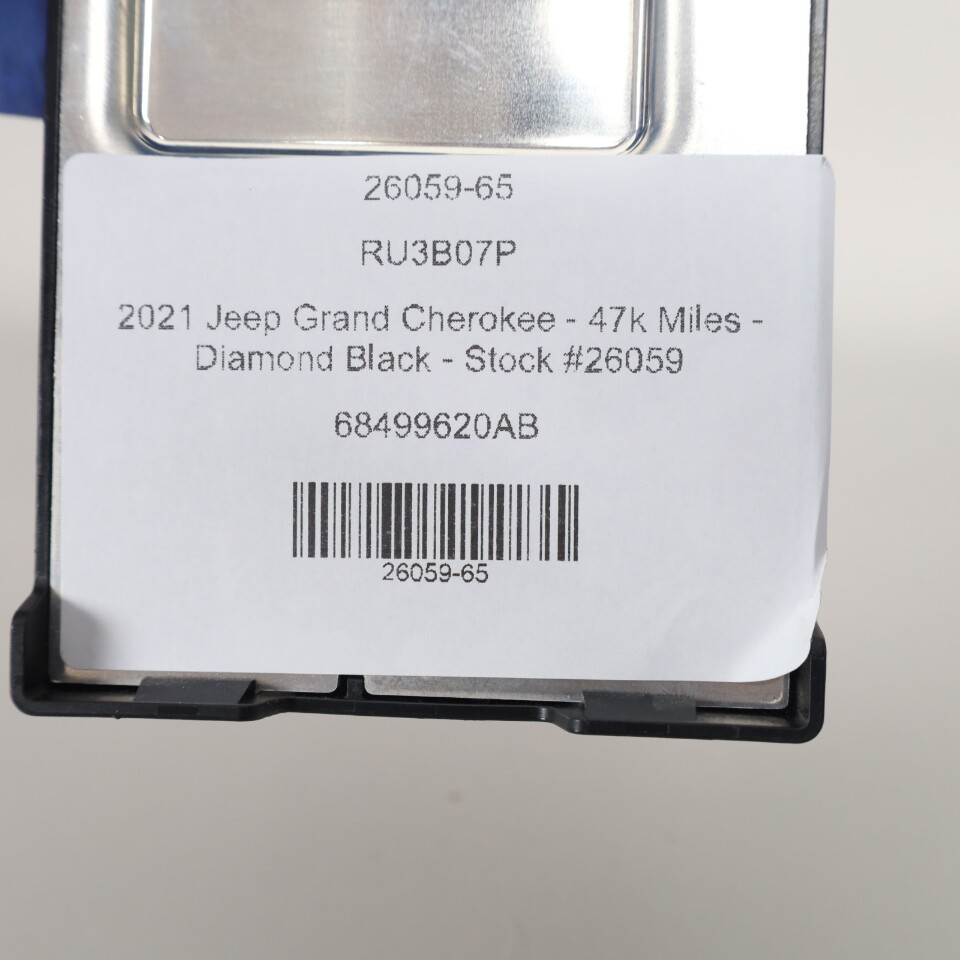 26059-65
RU3B07P
2021 Jeep Grand Cherokee - 47k Miles -
Diamond Black - Stock #26059
68499620AB
26059-65